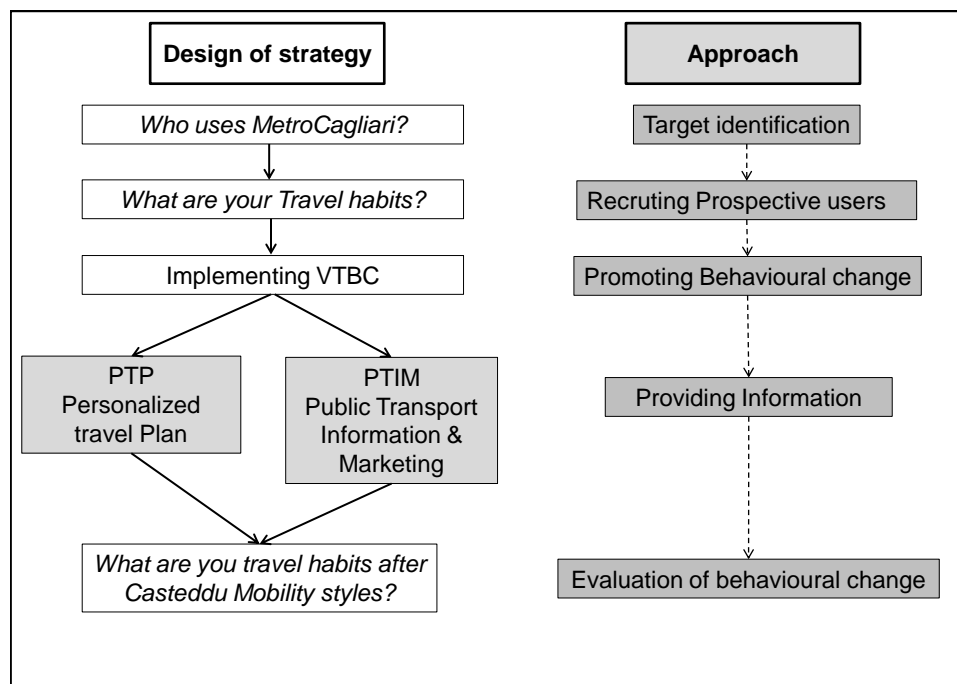 Design of strategy
Who uses MetroCagliari?
What are your Travel habits?
Implementing VTBC
PTP
Personalized
travel Plan
PTIM
Public Transport
Information &
Marketing
What are you travel habits after
Casteddu Mobility styles?
Approach
Target identification
Recruting Prospective users
Promoting Behavioural change
Providing Information
Evaluation of behavioural change